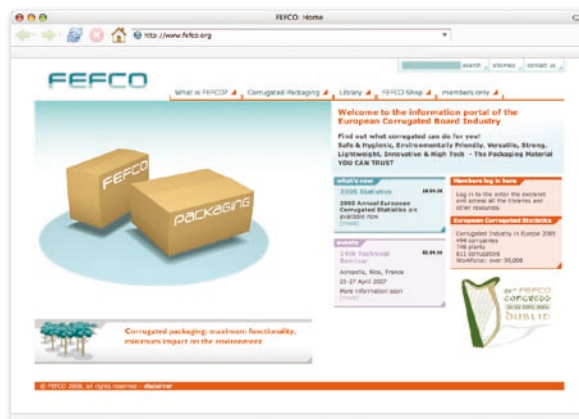 FEFCO: Home
http://www.fefco.org
search
sitemap
contact us
FEFCO
What is FEFCO?
Corrugated Packaging
Library
FEFCO Shop
members only
Welcome to the information portal of the
European Corrugated Board Industry
Find out what corrugated can do for you!
Safe & Hygienic, Environmentally Friendly, Versatile, Strong,
Lightweight, Innovative & High Tech - The Packaging Material
YOU CAN TRUST
FEFCO
PACKAGING
what's new
2005 Statistics
2005 Annual European
Corrugated Statistics are
available now
[more]
Members log in here
Log in to the enter the extranet
and access all the libraries and
other resources.
European Corrugated Statistics
Corrugated Industry in Europe 2005
events
14th Technical
Seminar
Acropolis, Nice, France
25-27 April 2007
More information soon
[more]
FEFCO
CONGRESS
DUBLIN
Corrugated packaging: maximum functionality,
minimum impact on the environment
© FEFCO 2006, all rights reserved - disclaimer